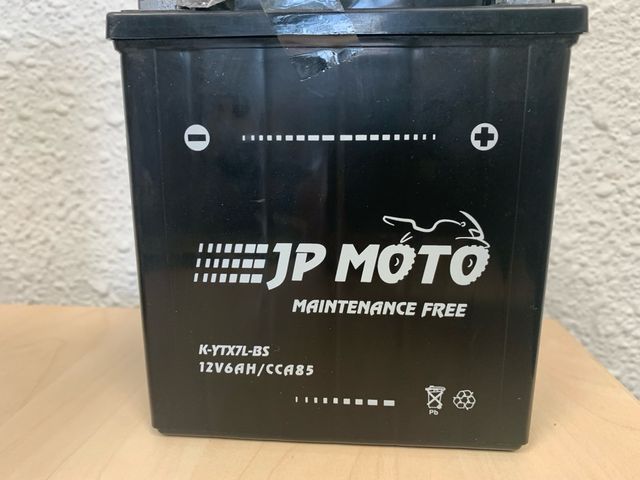 JP MOTO
MAINTENANCE FREE
K-YTX7L-BS
12V6AH/CCA85
Pb